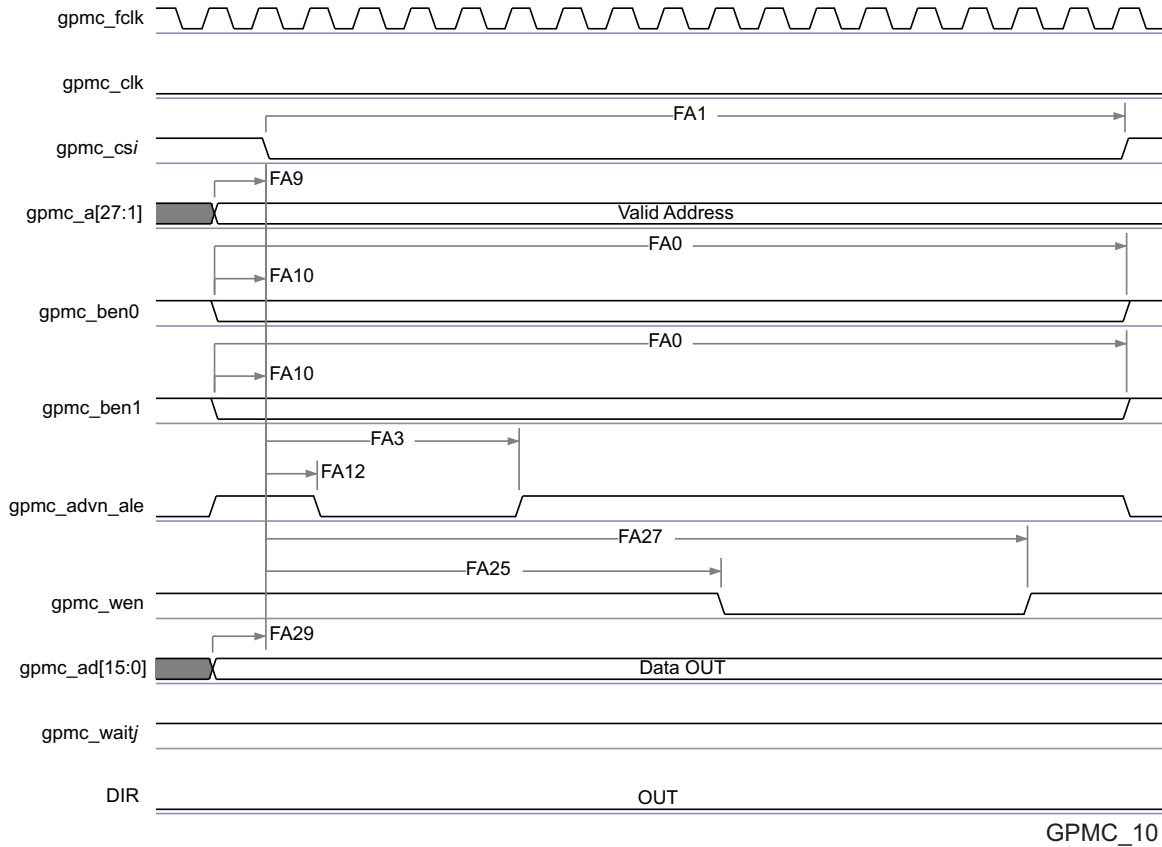 gpmc_fclk
gpmc_clk
FA1
gpmc_csi
FA9
gpmc_a[27:1]
Valid Address
FA0
FA10
gpmc_ben0
FA0
FA10
gpmc_ben1
FA3
FA12
gpmc_advn_ale
FA27
FA25
gpmc_wen
FA29
gpmc_ad[15:0]
Data OUT
gpmc_waitj
DIR
OUT
GPMC_10